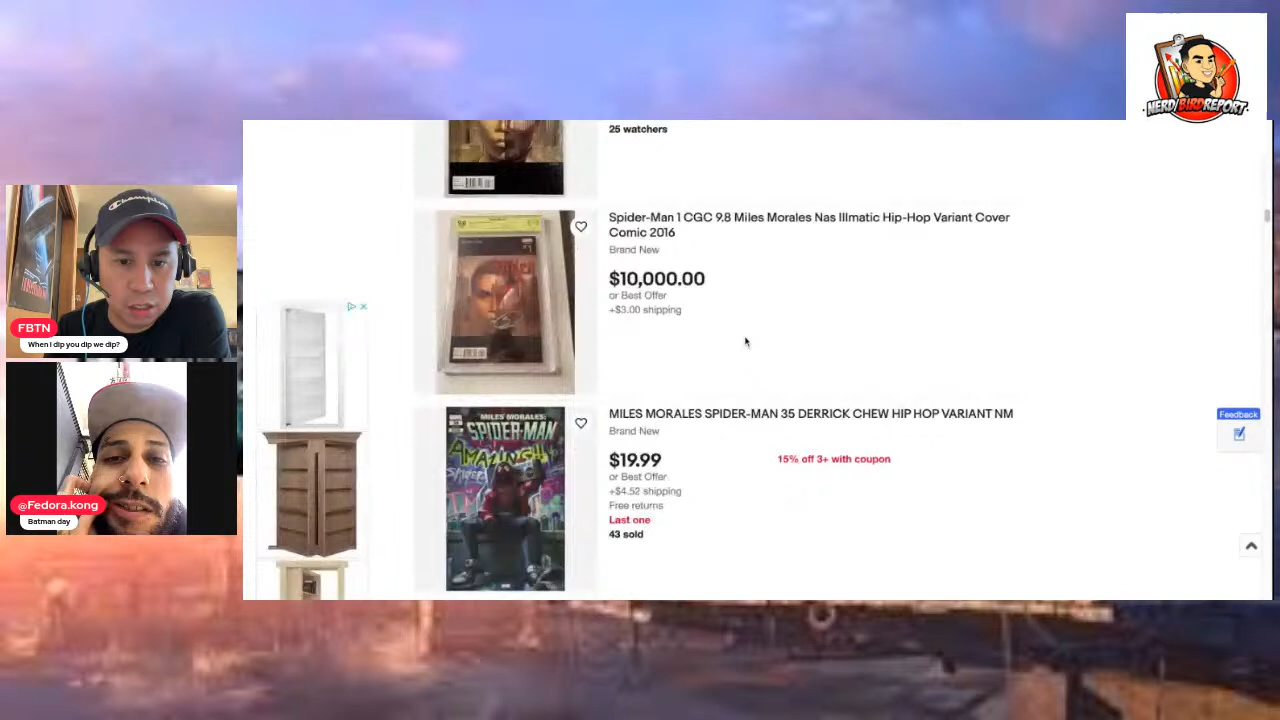 NERD/BIRDREPORT
25 watchers
Spider-Man 1 CGC 9.8 Miles Morales Nas Illmatic Hip-Hop Variant Cover
Comic 2016
Brand New
$10,000.00
or Best Offer
+$3.00 shipping
MILES MORALES SPIDER-MAN 35 DERRICK CHEW HIP HOP VARIANT NM
Brand New
$19.99
15% off 3+ with coupon
or Best Offer
+$4.52 shipping
Free returns
Last one
43 sold
MILES MORALES:
SPIDER-MAN
Feedback
Champion
FBTN
When I dip you dip we dip?
@Fedora.kong
Batman day